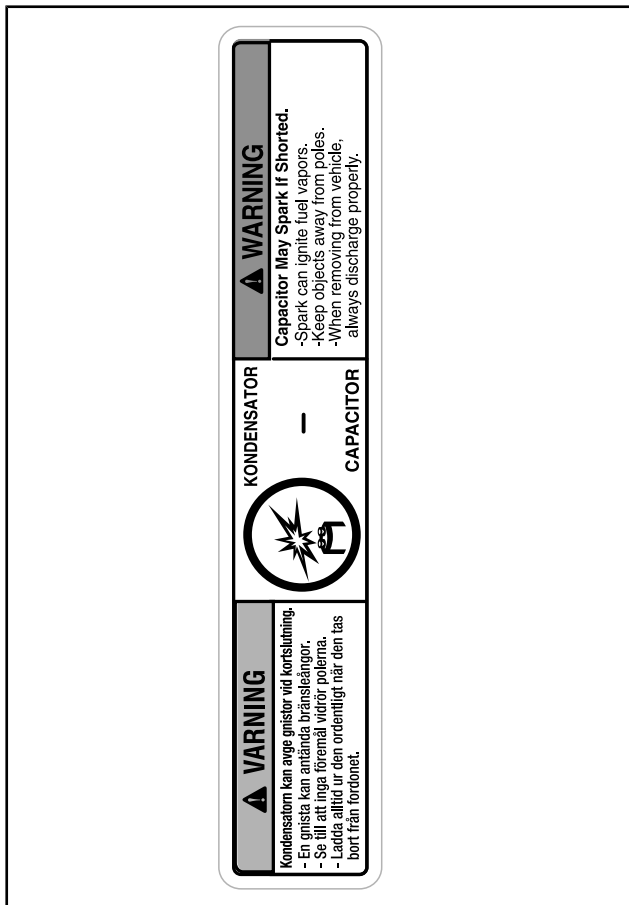 ⚠ VARNING
Kondensatorn kan avge gnistor vid kortslutning.
- En gnista kan antända bränsleångor.
- Se till att inga föremål vidrör polerna.
- Ladda alltid ur den ordentligt när den tas
bort från fordonet.
KONDENSATOR
–
CAPACITOR
⚠ WARNING
Capacitor May Spark If Shorted.
-Spark can ignite fuel vapors.
-Keep objects away from poles.
-When removing from vehicle,
always discharge properly.